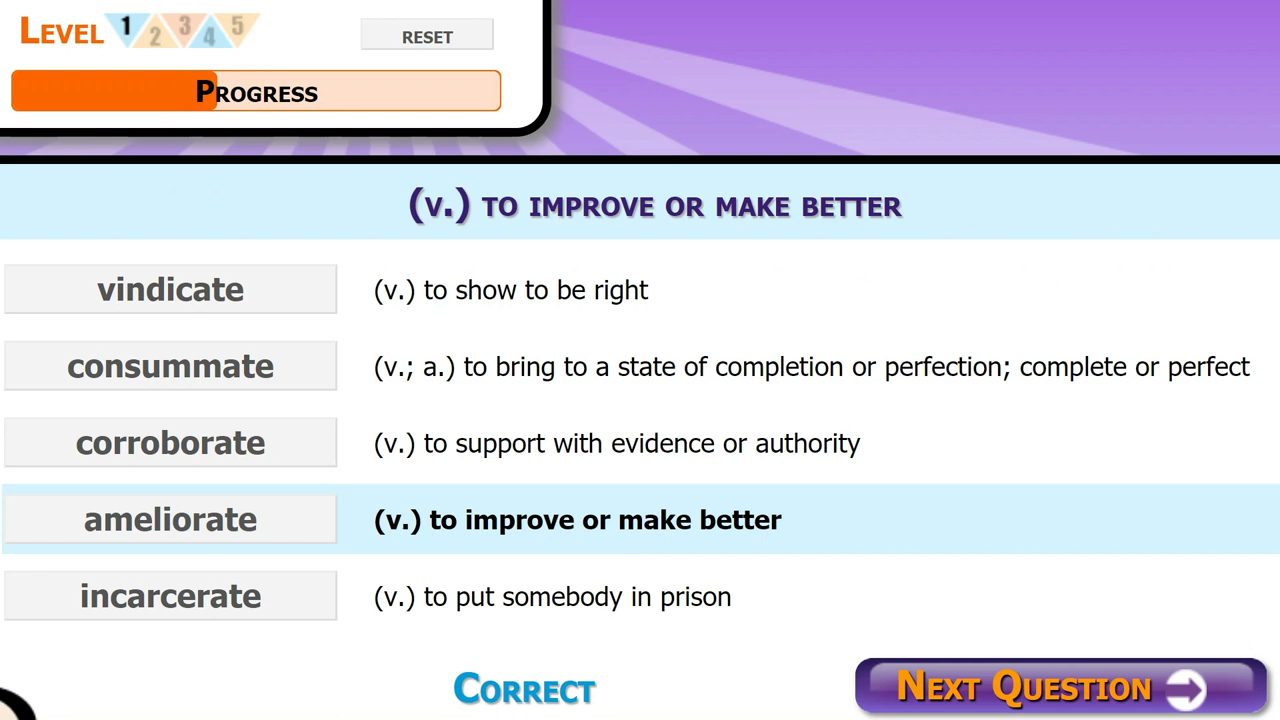 LEVEL 1 2 3 4 5
RESET
PROGRESS
(V.) TO IMPROVE OR MAKE BETTER
vindicate (v.) to show to be right
consummate (v.; a.) to bring to a state of completion or perfection; complete or perfect
corroborate (v.) to support with evidence or authority
ameliorate (v.) to improve or make better
incarcerate (v.) to put somebody in prison
CORRECT
NEXT QUESTION